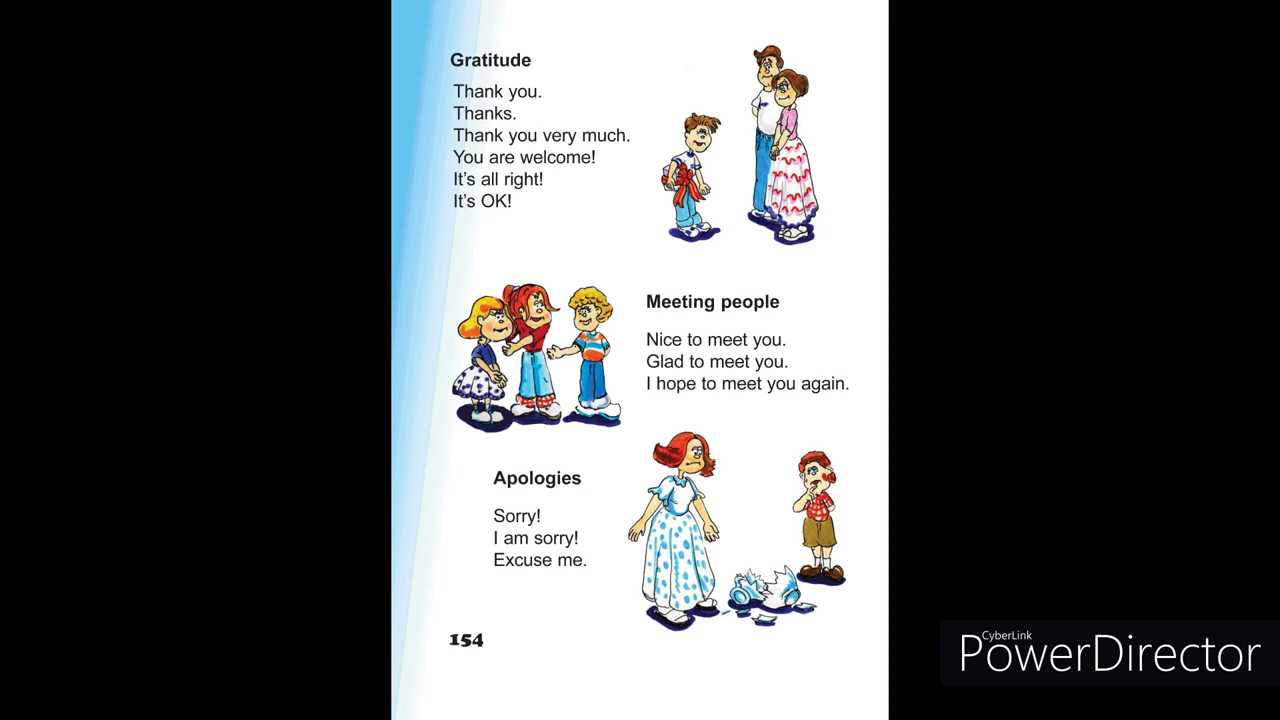 Gratitude
Thank you.
Thanks.
Thank you very much.
You are welcome!
It's all right!
It's OK!
Meeting people
Nice to meet you.
Glad to meet you.
I hope to meet you again.
Apologies
Sorry!
I am sorry!
Excuse me.
154
CyberLink
PowerDirector